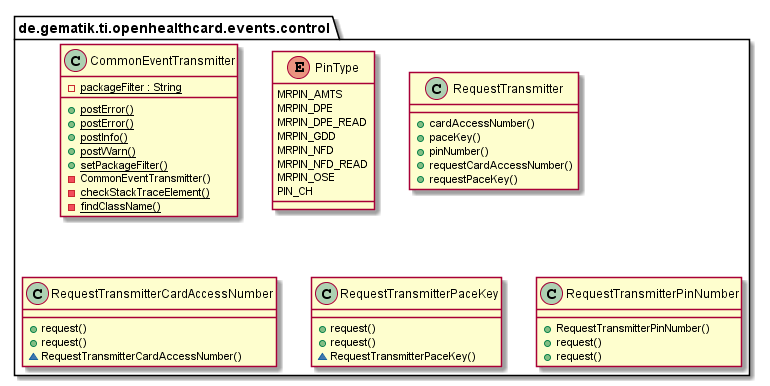 de.gematik.ti.openhealthcard.events.control
C CommonEventTransmitter
packageFilter : String
postError()
postError()
postInfo()
postWarn()
setPackageFilter()
CommonEventTransmitter()
checkStackTraceElement()
findClassName()
E PinType
MRPIN_AMTS
MRPIN_DPE
MRPIN_DPE_READ
MRPIN_GDD
MRPIN_NFD
MRPIN_NFD_READ
MRPIN_OSE
PIN_CH
C RequestTransmitter
cardAccessNumber()
paceKey()
pinNumber()
requestCardAccessNumber()
requestPaceKey()
C RequestTransmitterCardAccessNumber
request()
request()
RequestTransmitterCardAccessNumber()
C RequestTransmitterPaceKey
request()
request()
RequestTransmitterPaceKey()
C RequestTransmitterPinNumber
RequestTransmitterPinNumber()
request()
request()